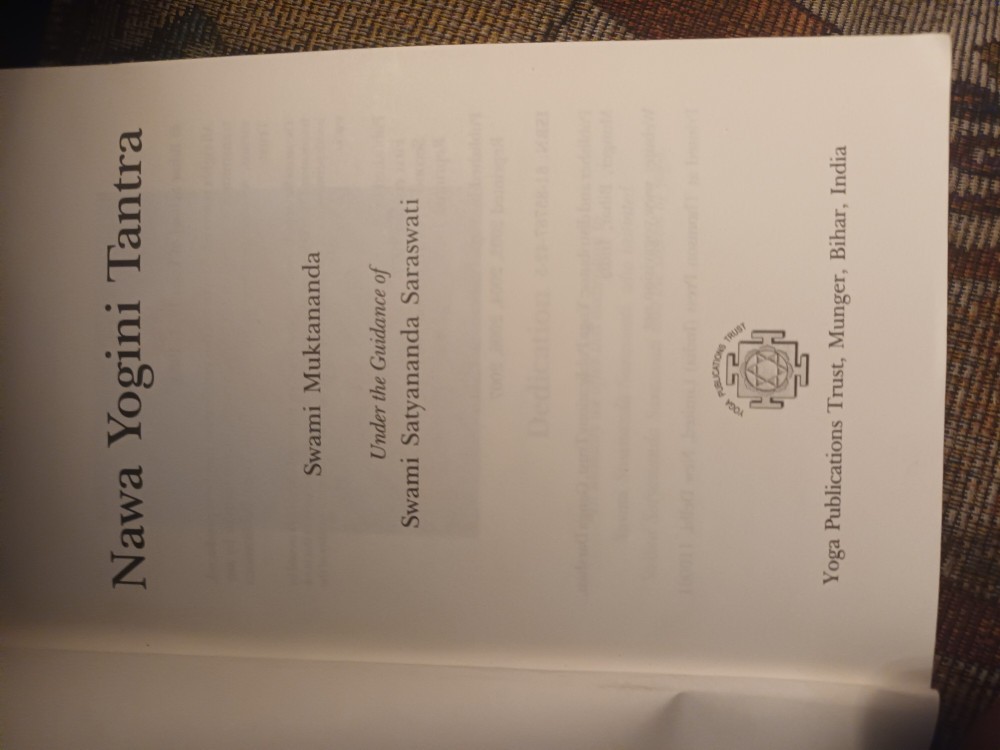 Nawa Yogini Tantra
Swami Muktananda
Under the Guidance of
Swami Satyananda Saraswati
YOGA PUBLICATIONS TRUST
Yoga Publications Trust, Munger, Bihar, India
Dedication